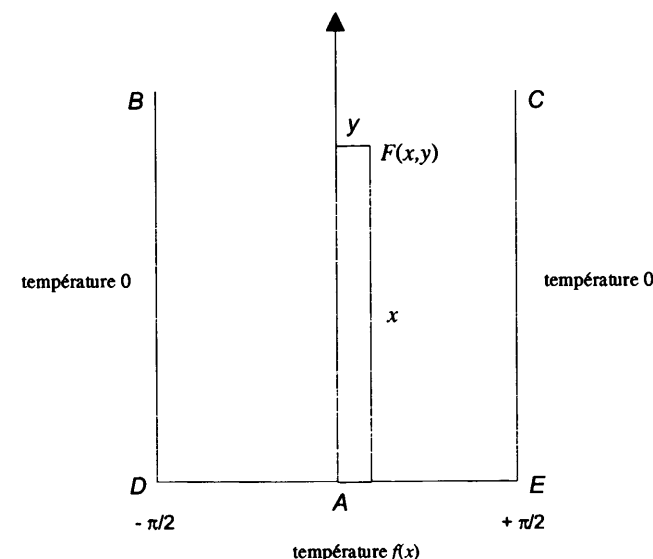 B
C
y
F(x,y)
température 0
température 0
x
D
A
E
- π/2
+ π/2
température f(x)